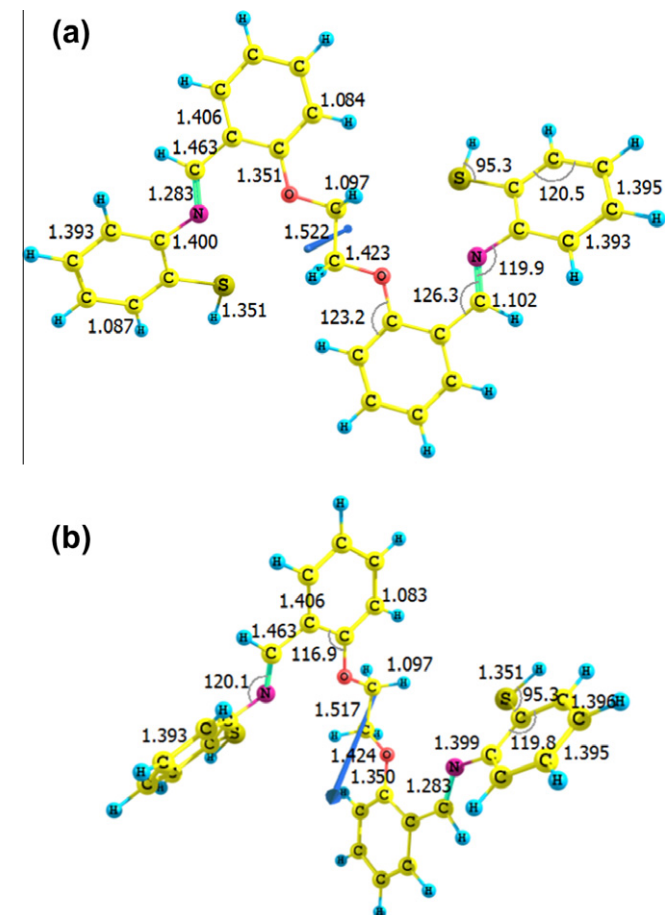 (a)
H
H
C
H
C
C
1.406
1.084
C
C
H
1.463
C
H
C
1.351
1.283
O
1.097
H
N
C
1.522
H
1.393
C
1.400
C
1.423
H
C
C
S
H
O
C
1.351
C
1.087
H
H
H
H
H
H
S
95.3
C
C
C
120.5
1.395
C
H
N
C
1.393
C
119.9
H
126.3
C
1.102
H
123.2
C
C
H
C
C
H
C
C
H
H
(b)
H
C
H
H
C
C
1.406
1.083
C
H
H
1.463
C
C
116.9
120.1
N
O
H
1.097
C
H
1.517
H
C
H
1.424
O
1.350
1.393
C
H
S
C
C
H
H
H
H
1.351
H
H
S
95.3
C
1.396
H
C
C
1.399
119.8
N
C
1.395
C
C
H
H
1.283
C
H
H
C
C
C
H
C
C
C
H
H